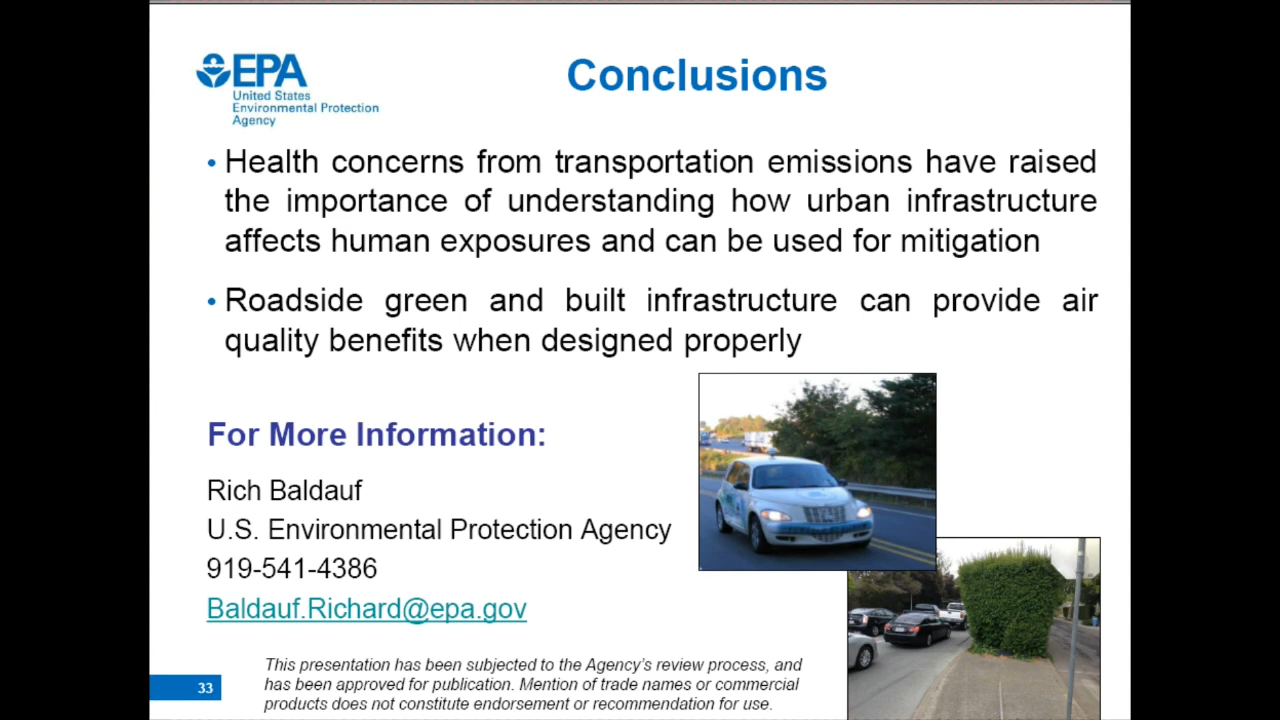 EPA
United States
Environmental Protection
Agency
Conclusions
• Health concerns from transportation emissions have raised
the importance of understanding how urban infrastructure
affects human exposures and can be used for mitigation
• Roadside green and built infrastructure can provide air
quality benefits when designed properly
For More Information:
Rich Baldauf
U.S. Environmental Protection Agency
919-541-4386
Baldauf.Richard@epa.gov
This presentation has been subjected to the Agency's review process, and
has been approved for publication. Mention of trade names or commercial
products does not constitute endorsement or recommendation for use.
33